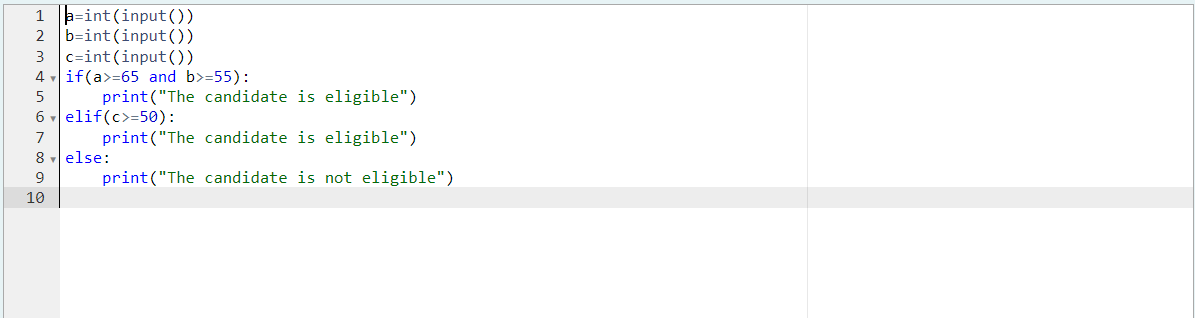 1 a=int(input())
2 b=int(input())
3 c=int(input())
4 if(a>=65 and b>=55):
5     print("The candidate is eligible")
6 elif(c>=50):
7     print("The candidate is eligible")
8 else:
9     print("The candidate is not eligible")
10